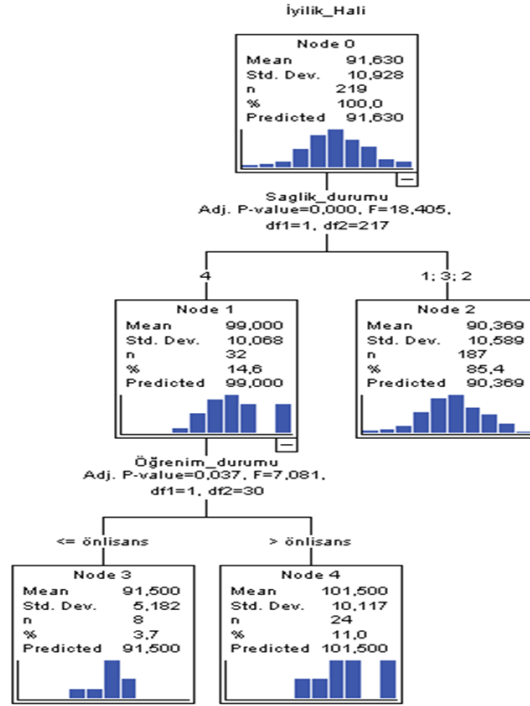 İyilik_Hali
Node 0
Mean 91,630
Std. Dev. 10,928
n 219
% 100,0
Predicted 91,630
Saglik_durumu
Adj. P-value=0,000, F=18,405,
df1=1, df2=217
4
1; 3; 2
Node 1
Mean 99,000
Std. Dev. 10,068
n 32
% 14,6
Predicted 99,000
Node 2
Mean 90,369
Std. Dev. 10,589
n 187
% 85,4
Predicted 90,369
Öğrenim_durumu
Adj. P-value=0,037, F=7,081,
df1=1, df2=30
<= önlisans
> önlisans
Node 3
Mean 91,500
Std. Dev. 5,182
n 8
% 3,7
Predicted 91,500
Node 4
Mean 101,500
Std. Dev. 10,117
n 24
% 11,0
Predicted 101,500